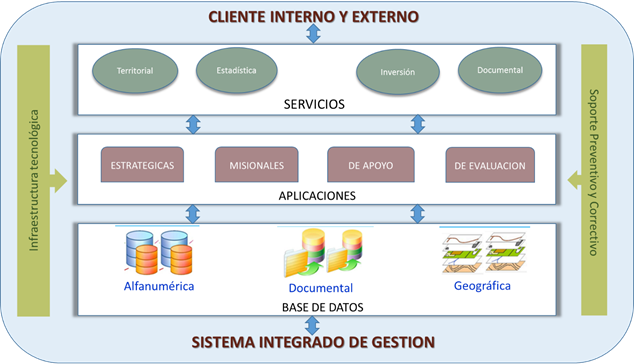 CLIENTE INTERNO Y EXTERNO
Territorial
Estadística
Inversión
Documental
SERVICIOS
Infraestructura tecnológica
Soporte Preventivo y Correctivo
ESTRATEGICAS
MISIONALES
DE APOYO
DE EVALUACION
APLICACIONES
Alfanumérica
Documental
Geográfica
BASE DE DATOS
SISTEMA INTEGRADO DE GESTION